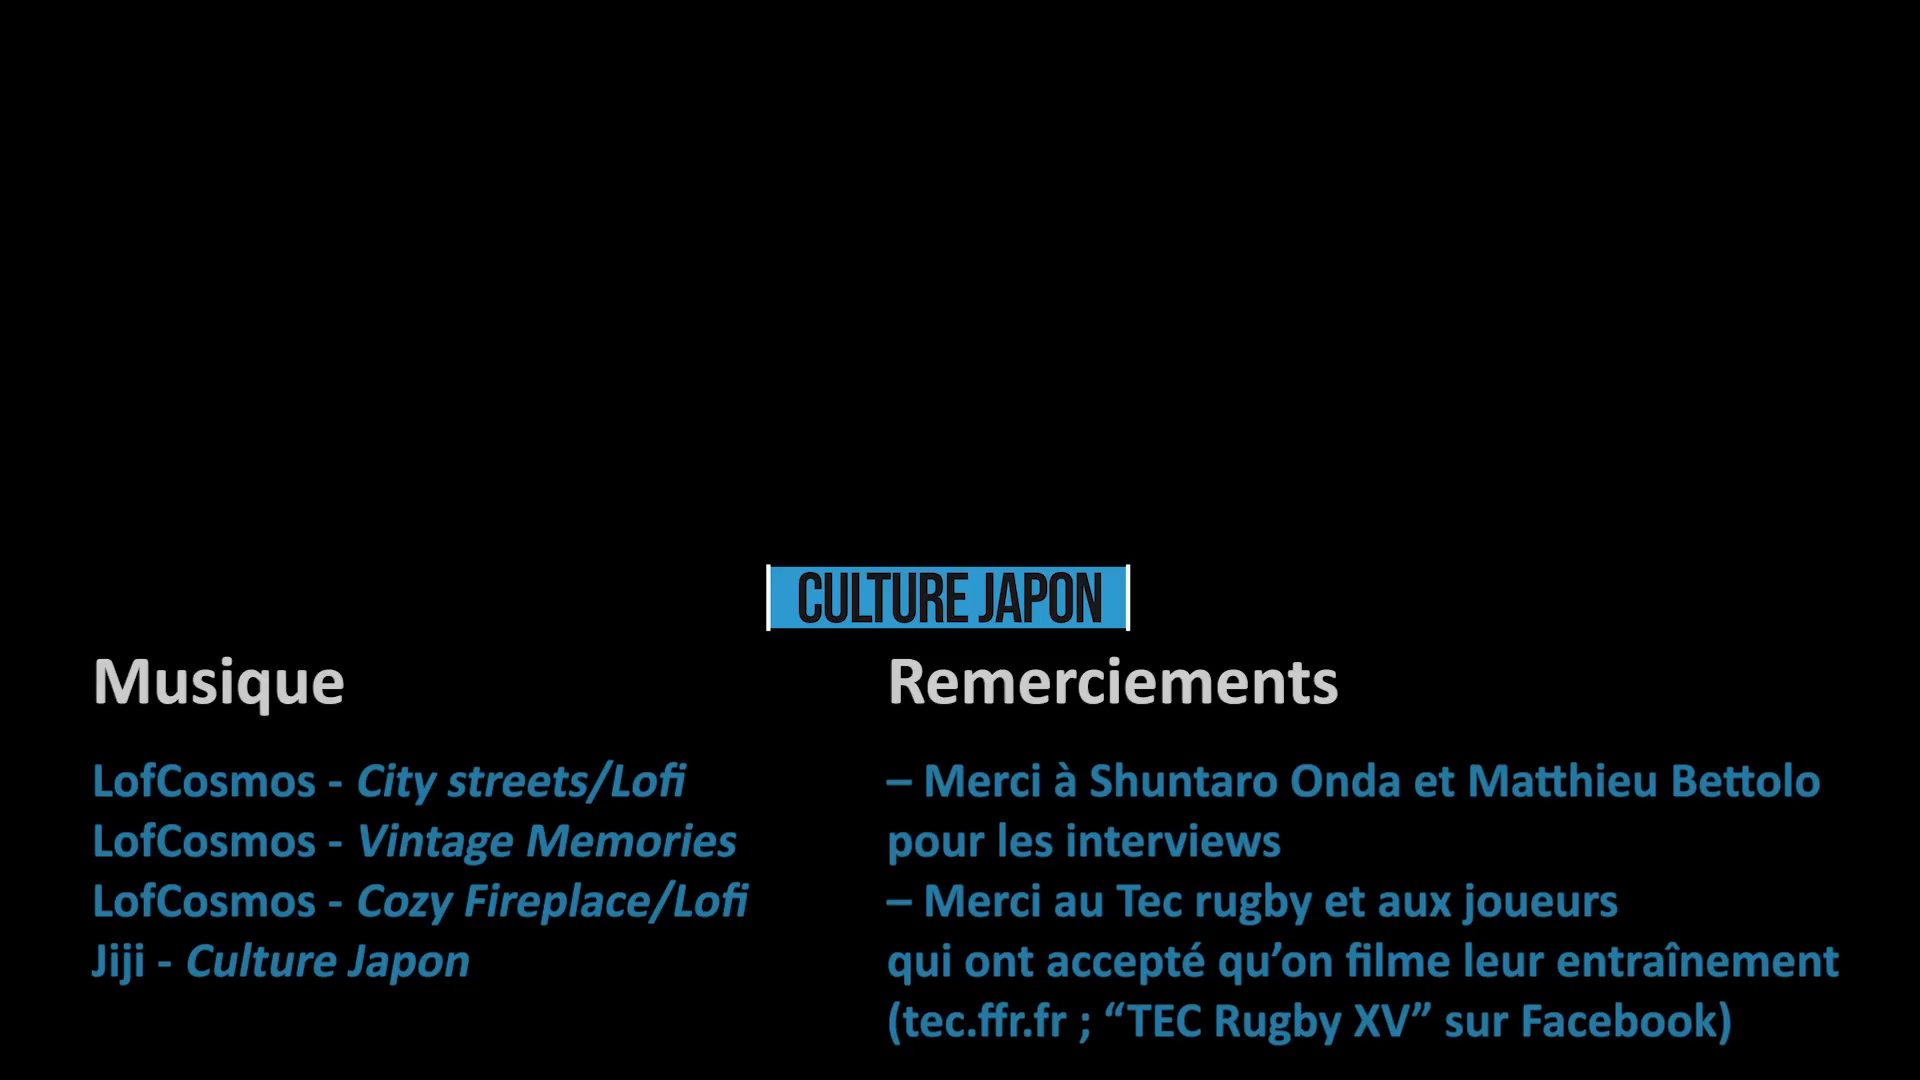 CULTURE JAPON
Musique
LofCosmos - City streets/Lofi
LofCosmos - Vintage Memories
LofCosmos - Cozy Fireplace/Lofi
Jiji - Culture Japon
Remerciements
– Merci à Shuntaro Onda et Matthieu Bettolo
pour les interviews
– Merci au Tec rugby et aux joueurs
qui ont accepté qu’on filme leur entraînement
(tec.ffr.fr ; “TEC Rugby XV” sur Facebook)